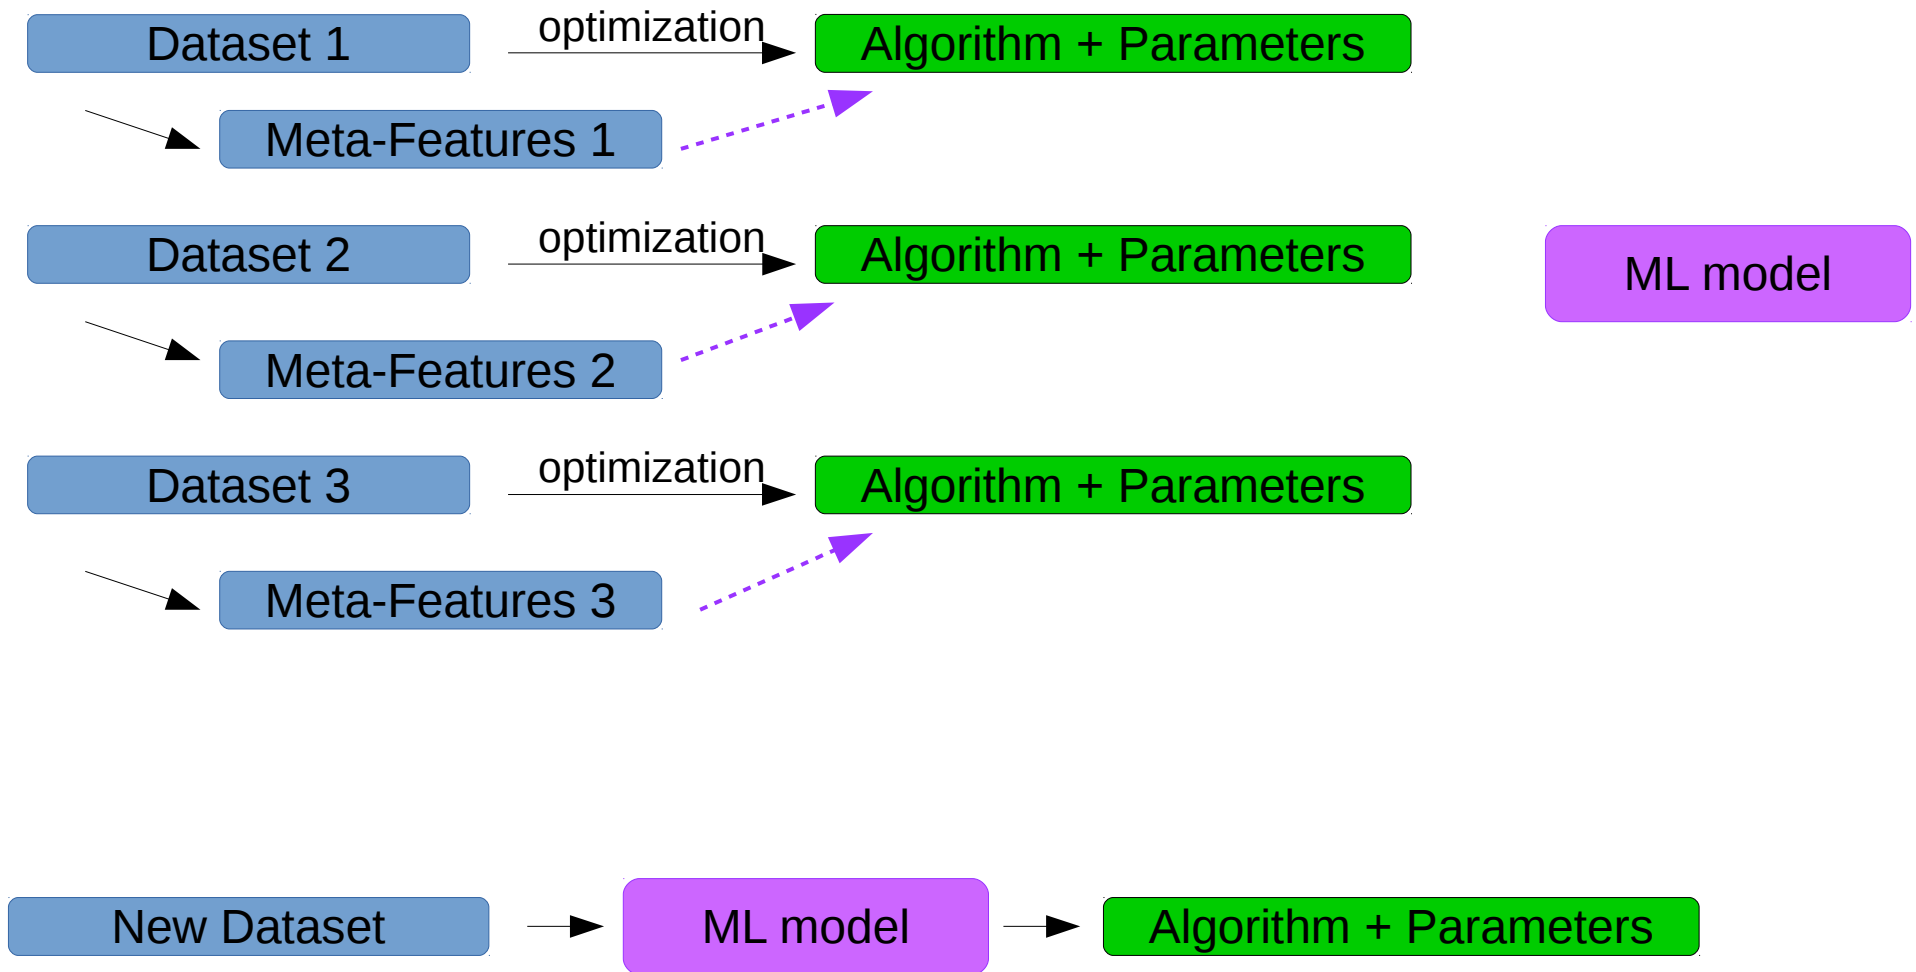 optimization
Dataset 1
Algorithm + Parameters
Meta-Features 1
optimization
Dataset 2
Algorithm + Parameters
ML model
Meta-Features 2
optimization
Dataset 3
Algorithm + Parameters
Meta-Features 3
New Dataset
ML model
Algorithm + Parameters